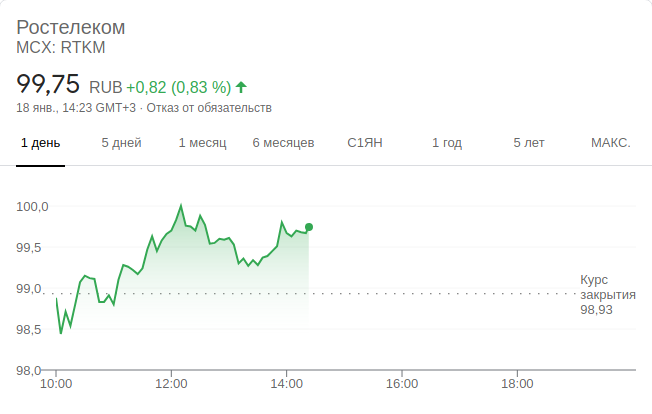 Ростелеком
MCX: RTKM
99,75 RUB +0,82 (0,83 %)
18 янв., 14:23 GMT+3 · Отказ от обязательств
1 день 5 дней 1 месяц 6 месяцев С1ЯН 1 год 5 лет МАКС.
100,0
99,5
99,0
98,5
98,0
Курс
закрытия
98,93
10:00 12:00 14:00 16:00 18:00